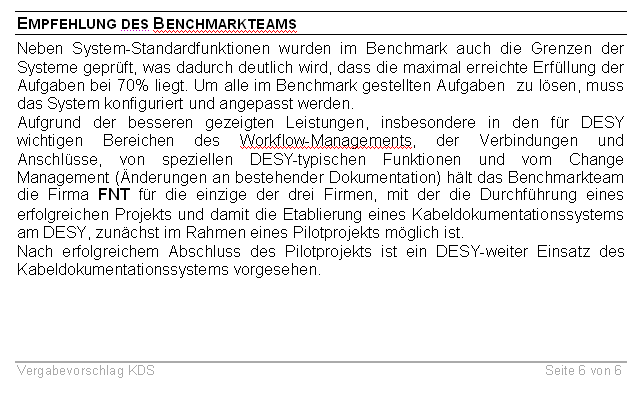 EMPFEHLUNG DES BENCHMARKTEAMS
Neben System-Standardfunktionen wurden im Benchmark auch die Grenzen der
Systeme geprüft, was dadurch deutlich wird, dass die maximal erreichte Erfüllung der
Aufgaben bei 70% liegt. Um alle im Benchmark gestellten Aufgaben zu lösen, muss
das System konfiguriert und angepasst werden.
Aufgrund der besseren gezeigten Leistungen, insbesondere in den für DESY
wichtigen Bereichen des Workflow-Managements, der Verbindungen und
Anschlüsse, von speziellen DESY-typischen Funktionen und vom Change
Management (Änderungen an bestehender Dokumentation) hält das Benchmarkteam
die Firma FNT für die einzige der drei Firmen, mit der die Durchführung eines
erfolgreichen Projekts und damit die Etablierung eines Kabeldokumentationssystems
am DESY, zunächst im Rahmen eines Pilotprojekts möglich ist.
Nach erfolgreichem Abschluss des Pilotprojekts ist ein DESY-weiter Einsatz des
Kabeldokumentationssystems vorgesehen.
Vergabevorschlag KDS Seite 6 von 6